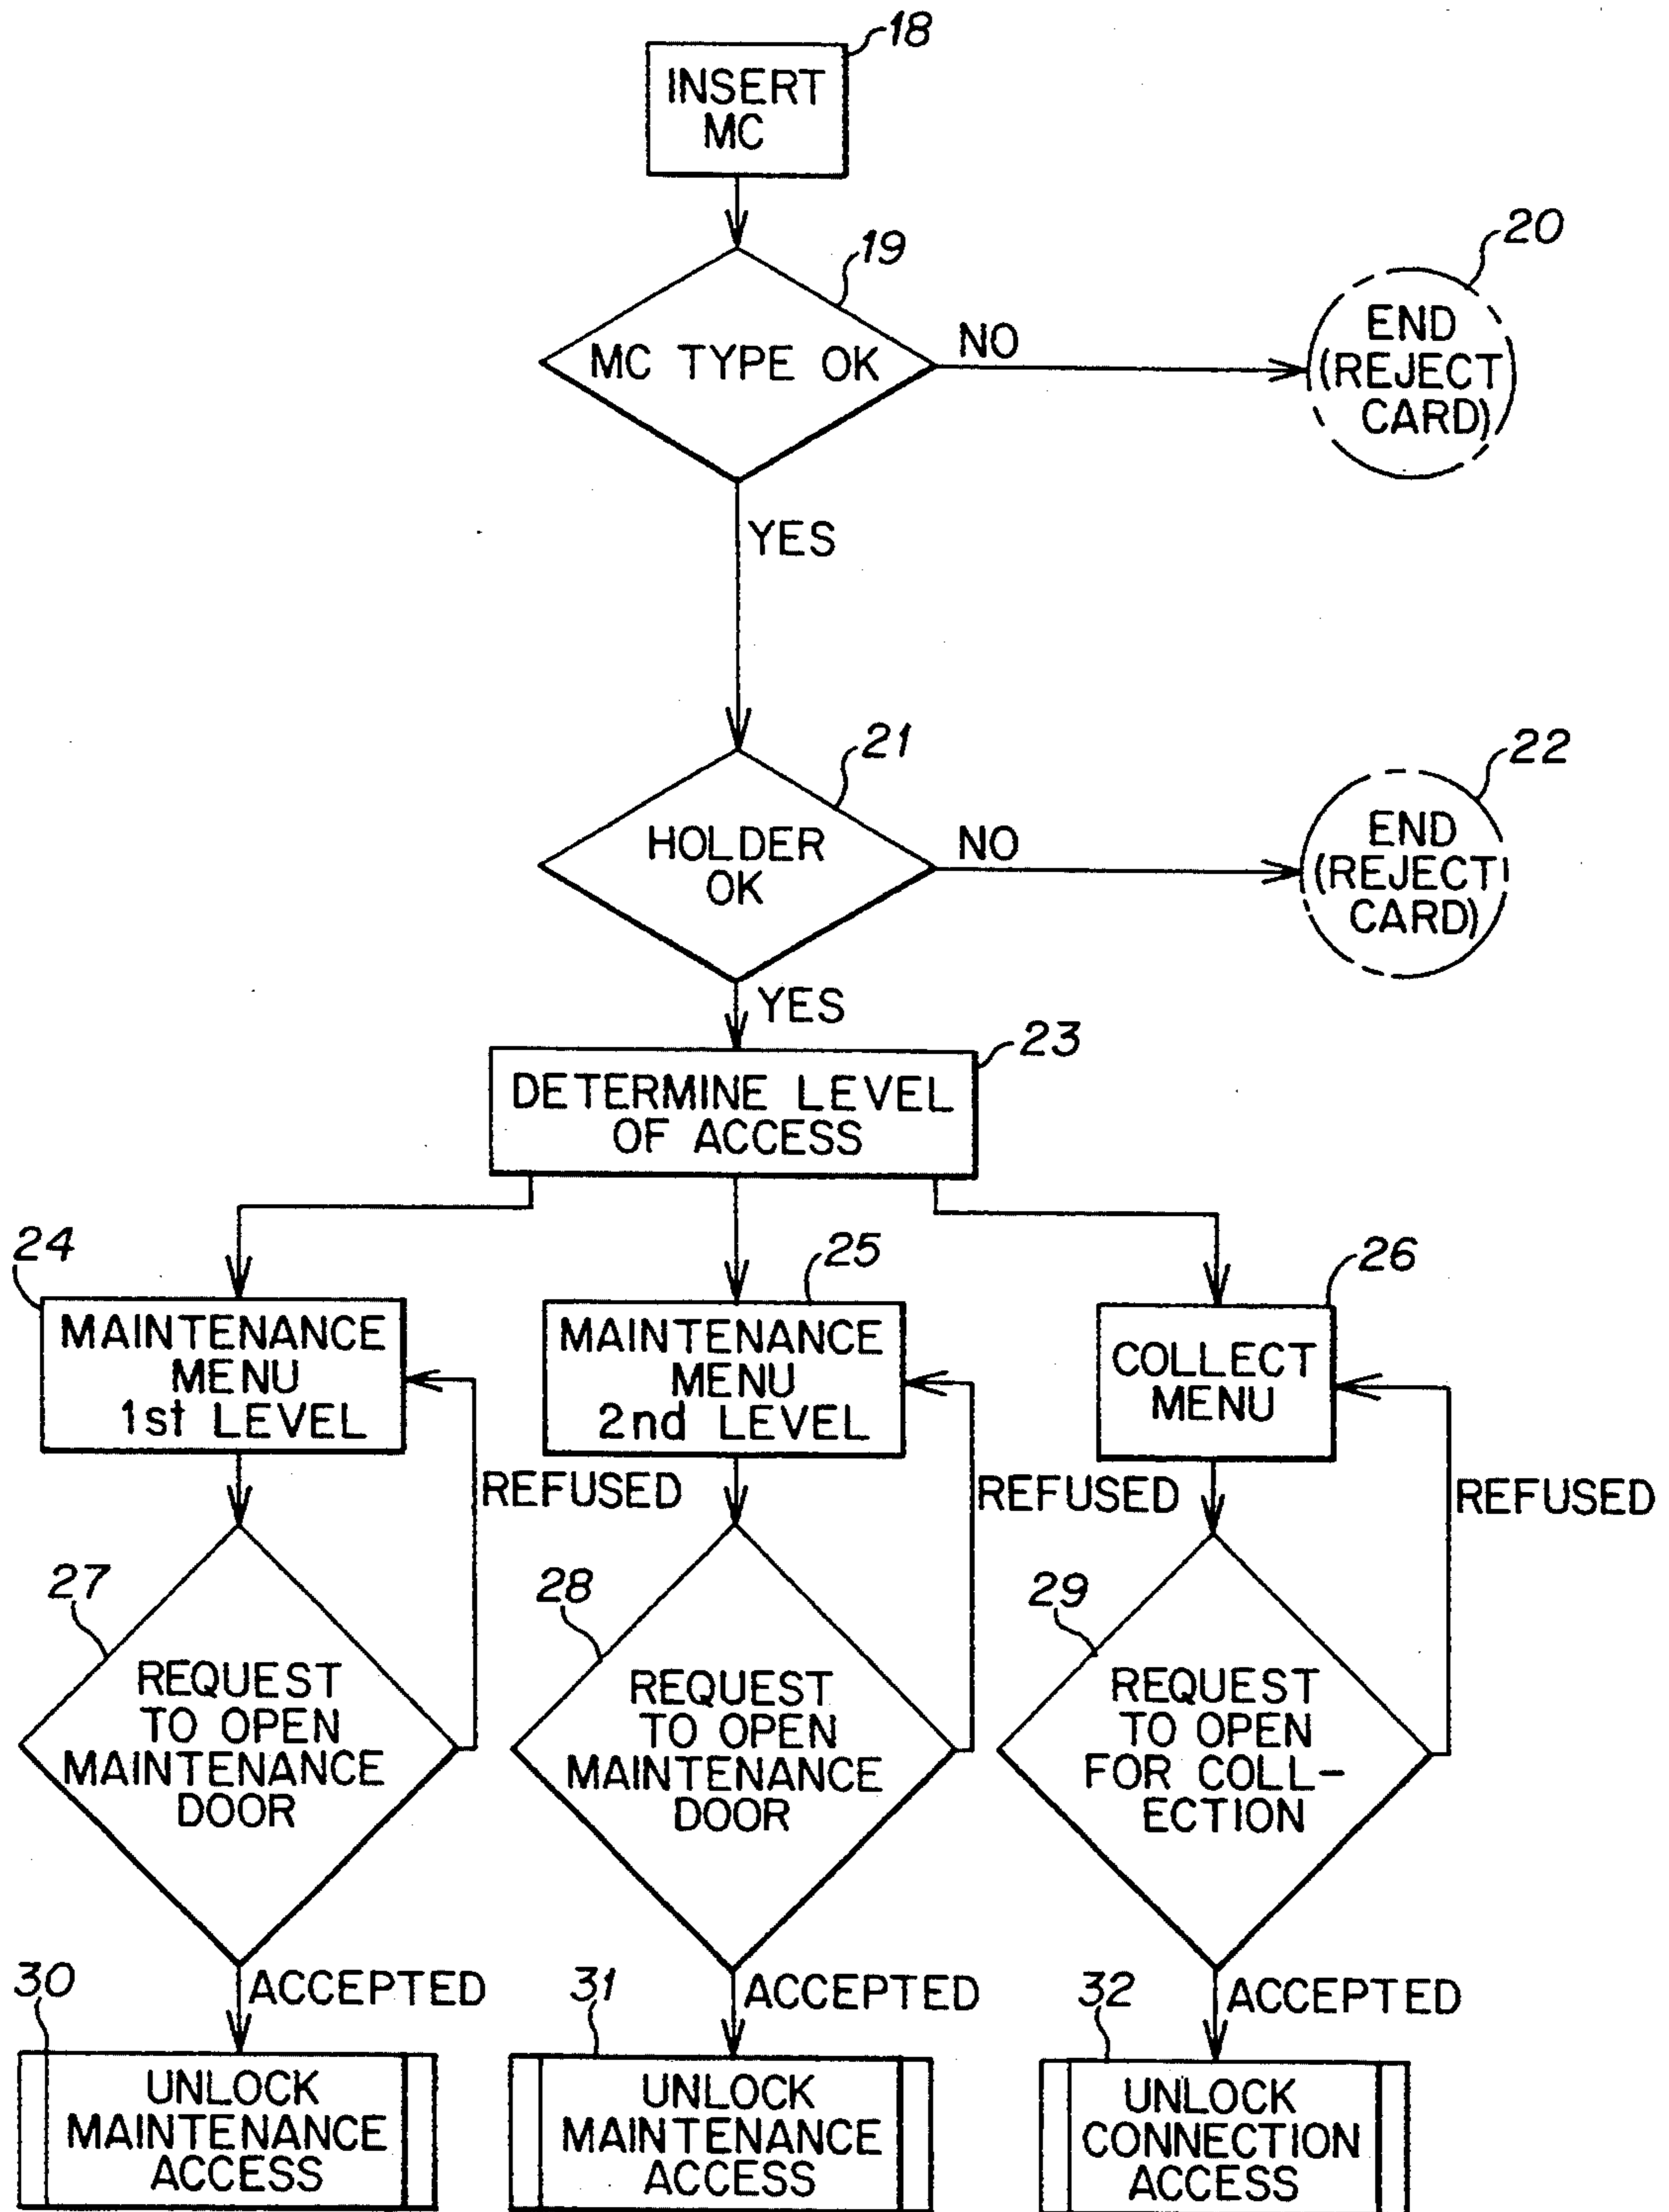 18
INSERT
MC
19
MC TYPE OK
NO
20
END
(REJECT
CARD)
YES
21
HOLDER
OK
NO
22
END
(REJECT
CARD)
YES
23
DETERMINE LEVEL
OF ACCESS
24
MAINTENANCE
MENU
1st LEVEL
25
MAINTENANCE
MENU
2nd LEVEL
26
COLLECT
MENU
REFUSED
REFUSED
REFUSED
27
REQUEST
TO OPEN
MAINTENANCE
DOOR
28
REQUEST
TO OPEN
MAINTENANCE
DOOR
29
REQUEST
TO OPEN
FOR COLL-
ECTION
ACCEPTED
ACCEPTED
ACCEPTED
30
UNLOCK
MAINTENANCE
ACCESS
31
UNLOCK
MAINTENANCE
ACCESS
32
UNLOCK
CONNECTION
ACCESS